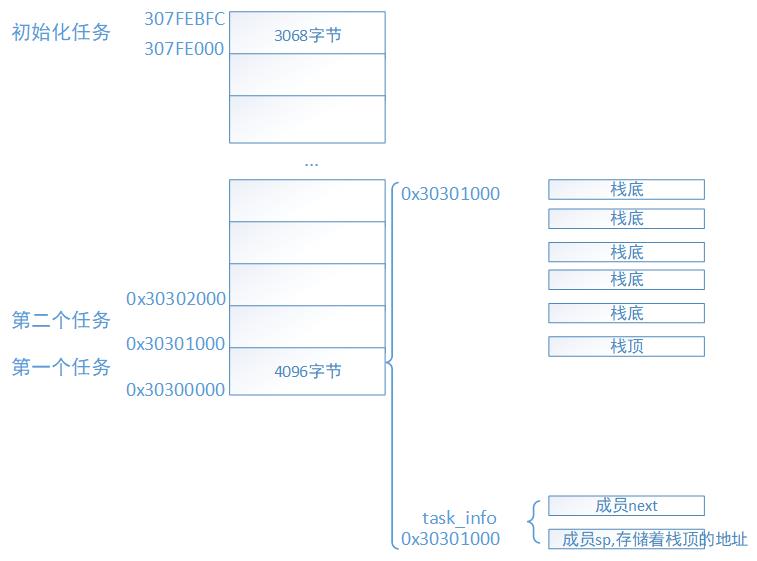 初始化任务
307FEBFC
3068字节
307FE000
...
0x30301000
栈底
栈底
栈底
栈底
栈底
栈顶
0x30302000
第二个任务
0x30301000
第一个任务
4096字节
0x30300000
成员next
task_info
0x30301000
成员sp,存储着栈顶的地址